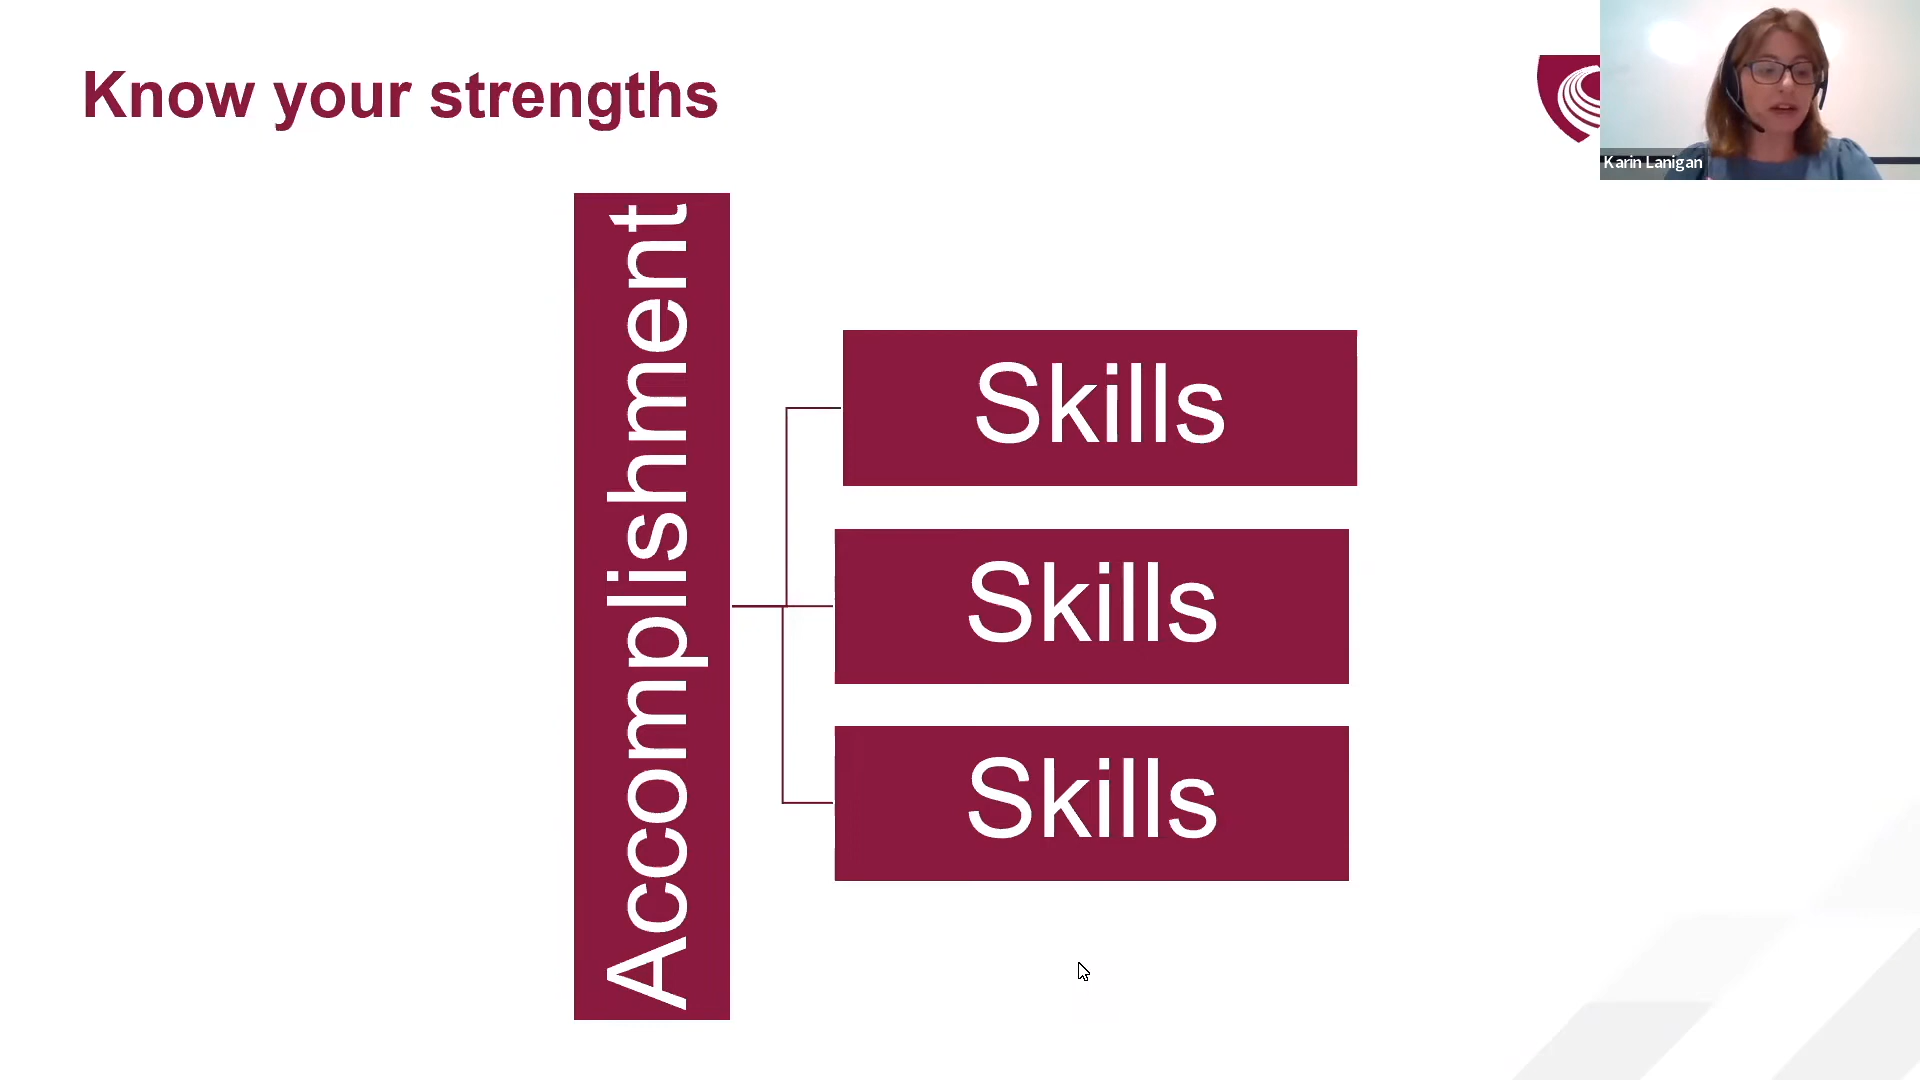 Know your strengths
Karin Lanigan
Accomplishment
Skills
Skills
Skills